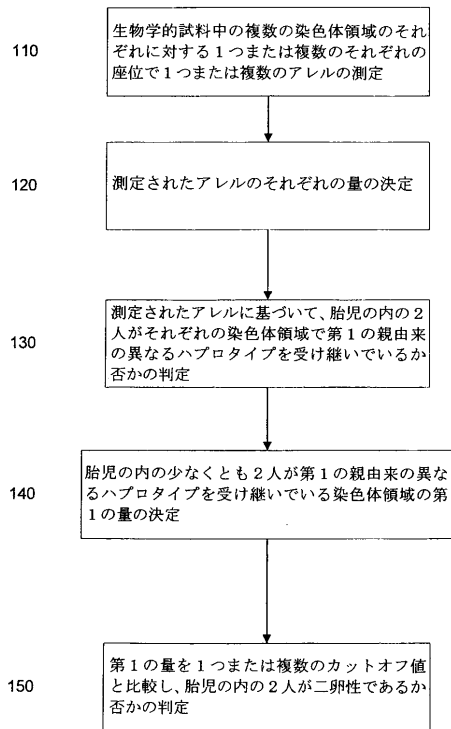 110
生物学的試料中の複数の染色体領域のそ
れぞれに対する1つまたは複数のそれぞれの
座位で1つまたは複数のアレルの測定
120
測定されたアレルのそれぞれの量の決定
130
測定されたアレルに基づいて、胎児の内の2
人がそれぞれの染色体領域で第1の親由来
の異なるハプロタイプを受け継いでいるか
否かの判定
140
胎児の内の少なくとも2人が第1の親由来の異な
るハプロタイプを受け継いでいる染色体領域の第
1の量の決定
150
第1の量を1つまたは複数のカットオフ値
と比較し、胎児の内の2人が二卵性であるか
否かの判定